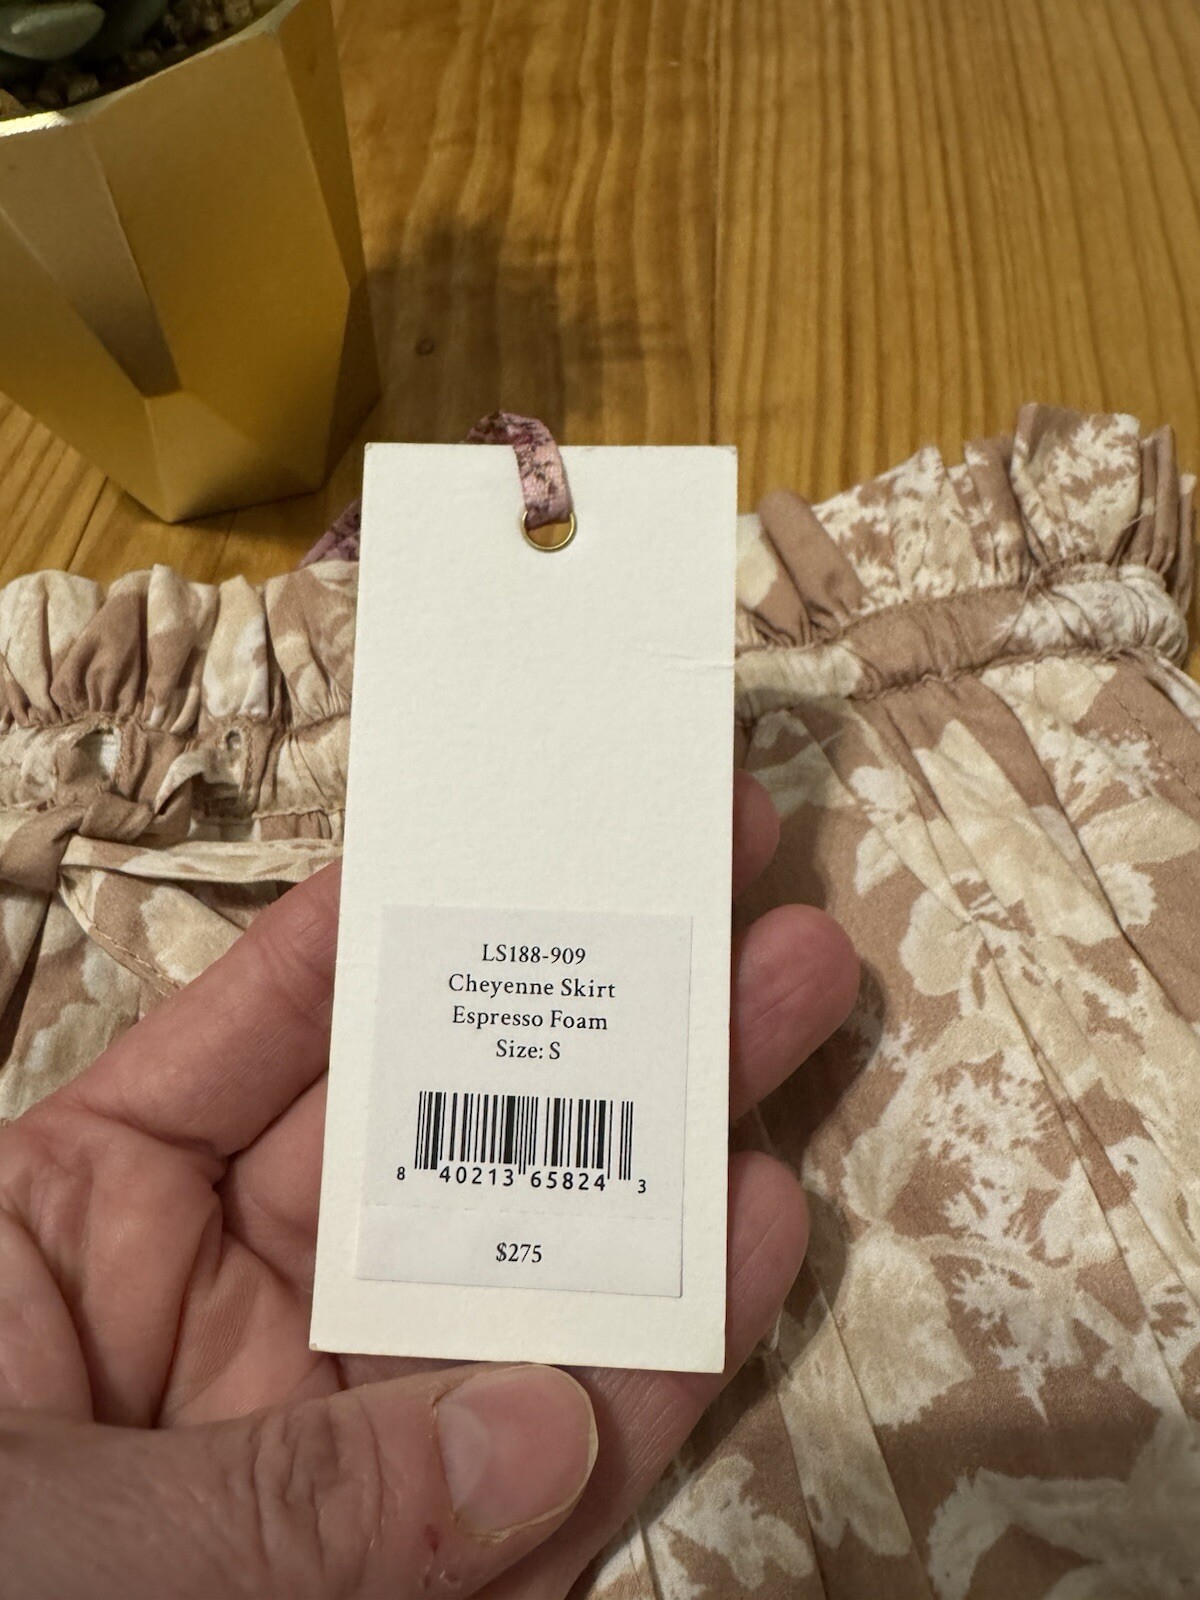 LS188-909
Cheyenne Skirt
Espresso Foam
Size: S
8 40213 65824 3
$275